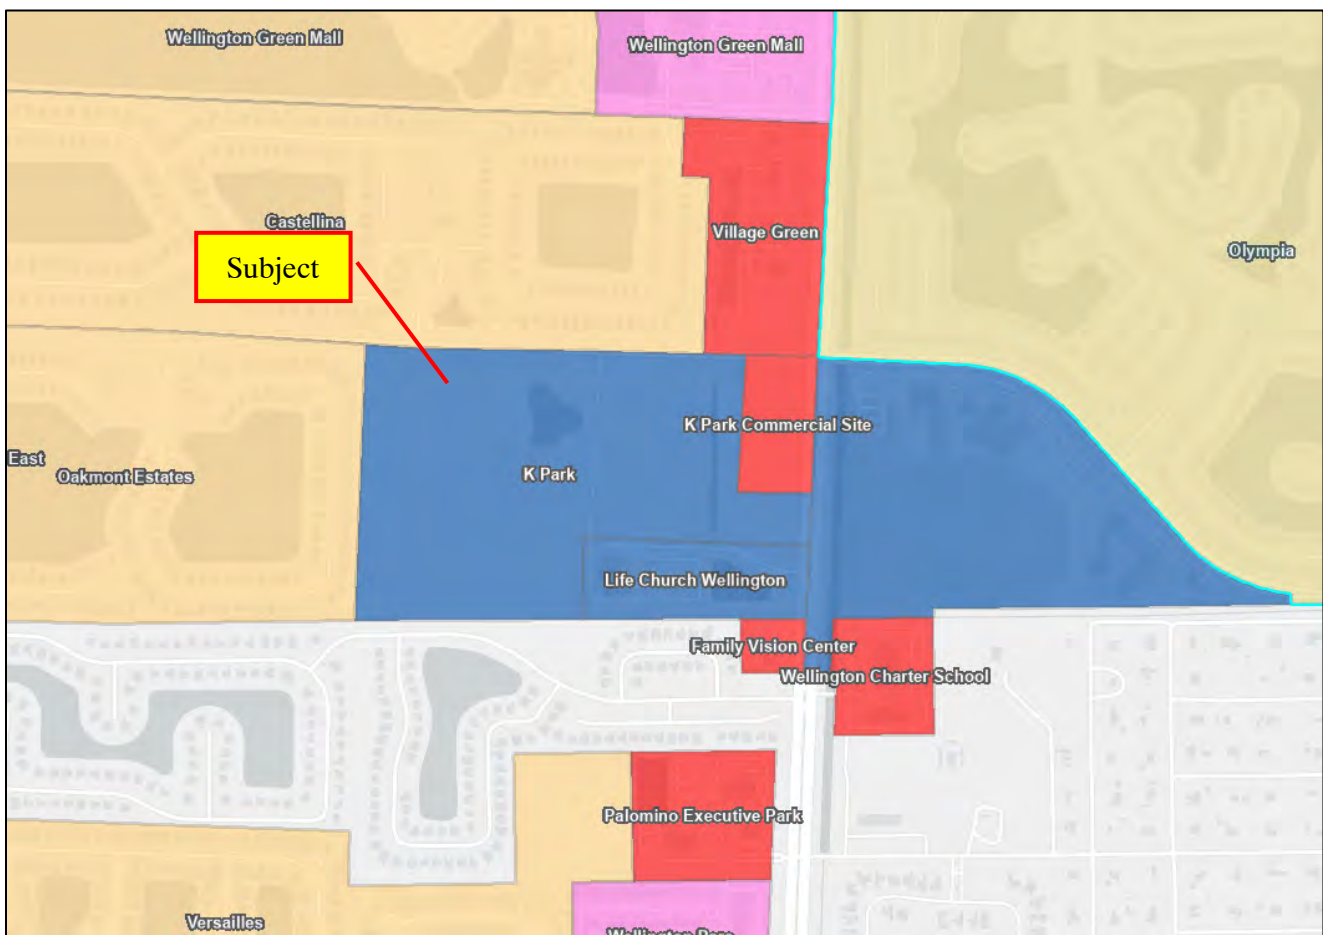 Wellington Green Mall
Wellington Green Mall
Castellina
Village Green
Olympia
Subject
K Park Commercial Site
East
Oakmont Estates
K Park
Life Church Wellington
Family Vision Center
Wellington Charter School
Palomino Executive Park
Versailles
Wellington